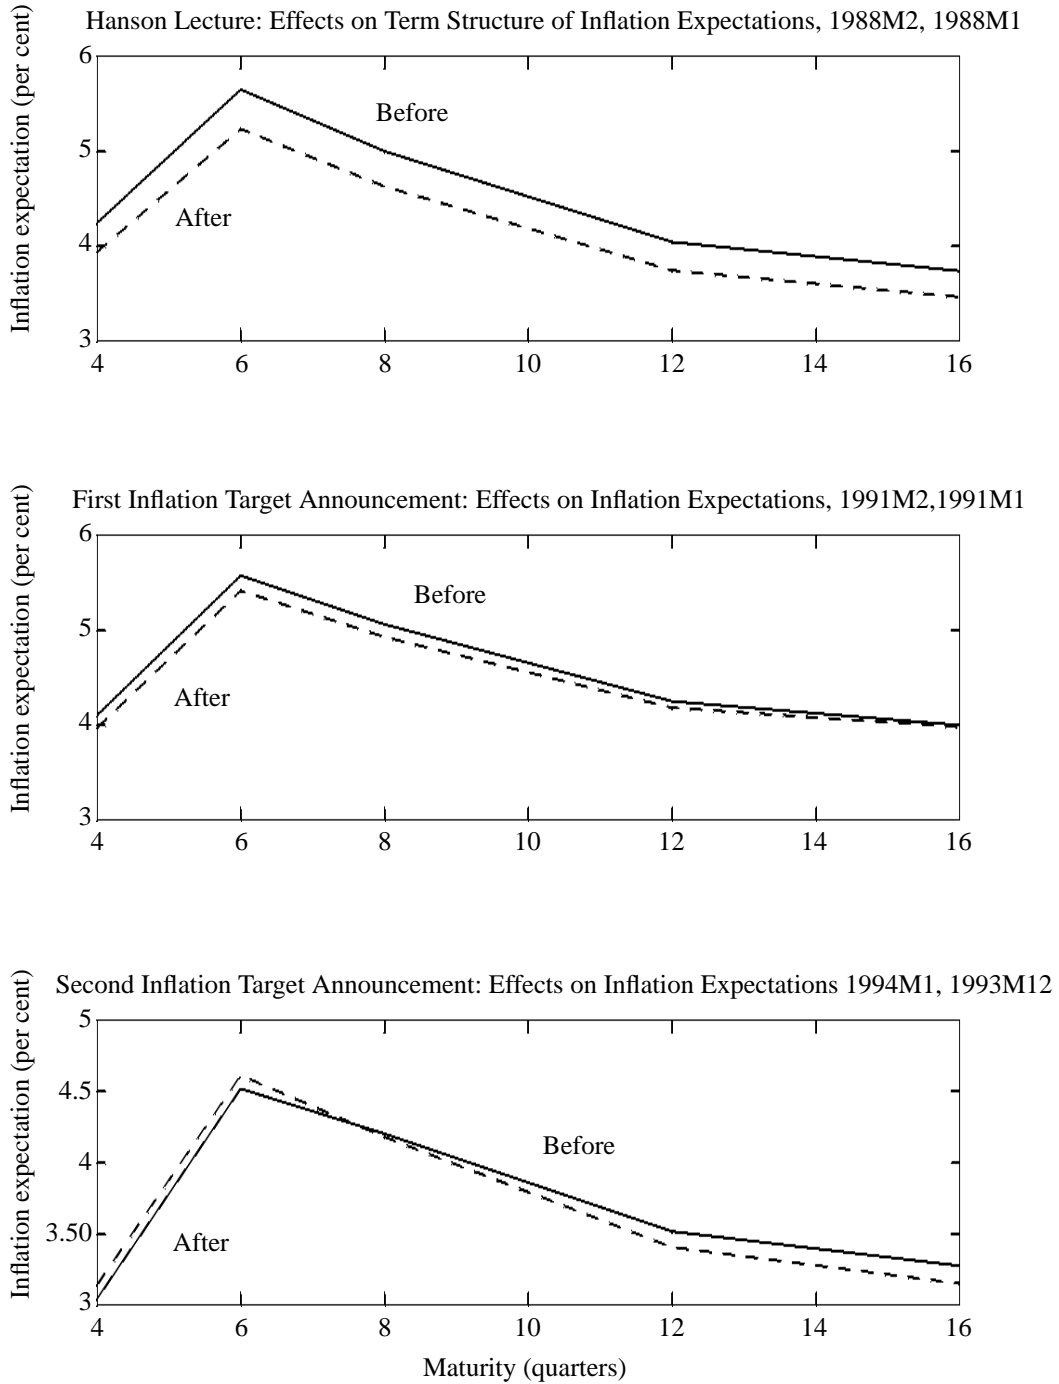 Hanson Lecture: Effects on Term Structure of Inflation Expectations, 1988M2, 1988M1
Inflation expectation (per cent)
6
5
4
3
Before
After
4 6 8 10 12 14 16
First Inflation Target Announcement: Effects on Inflation Expectations, 1991M2,1991M1
Inflation expectation (per cent)
6
5
4
3
Before
After
4 6 8 10 12 14 16
Second Inflation Target Announcement: Effects on Inflation Expectations 1994M1, 1993M12
Inflation expectation (per cent)
5
4.5
4
3.50
3
Before
After
4 6 8 10 12 14 16
Maturity (quarters)